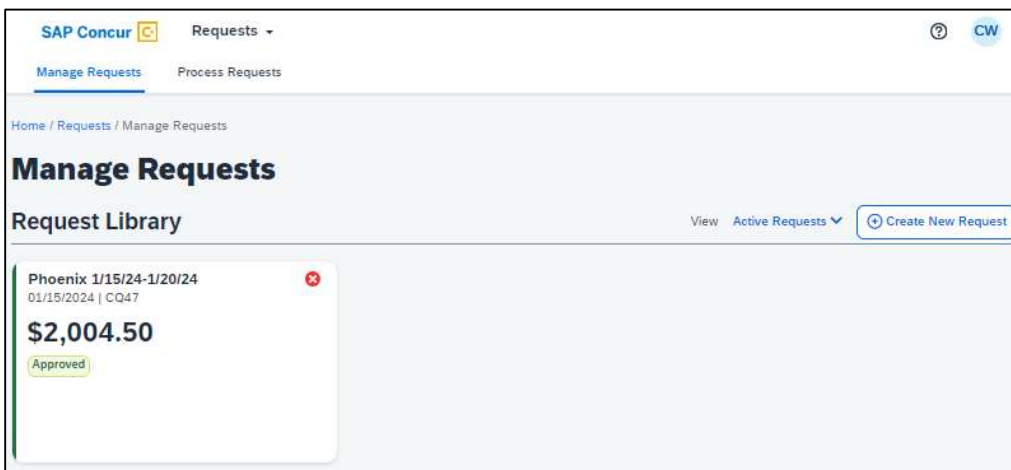 SAP Concur C Requests
CW
Manage Requests Process Requests
Home / Requests / Manage Requests
Manage Requests
Request Library
View Active Requests
Create New Request
Phoenix 1/15/24-1/20/24
01/15/2024 | CQ47
$2,004.50
Approved